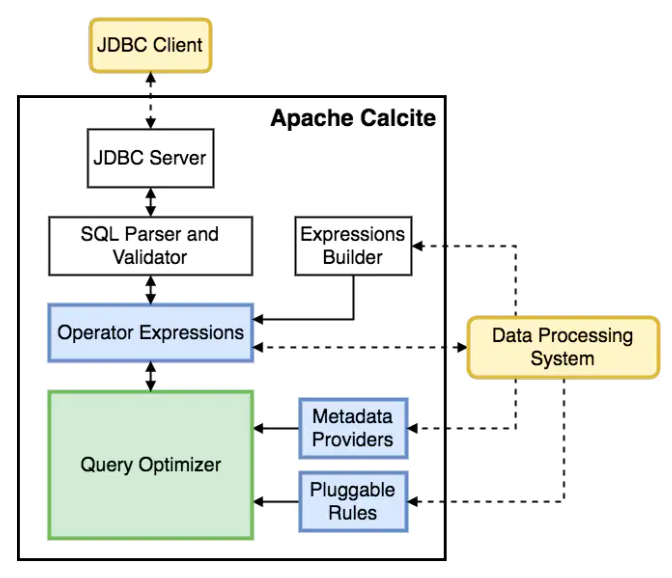 JDBC Client
Apache Calcite
JDBC Server
SQL Parser and
Validator
Expressions
Builder
Operator Expressions
Data Processing
System
Query Optimizer
Metadata
Providers
Pluggable
Rules